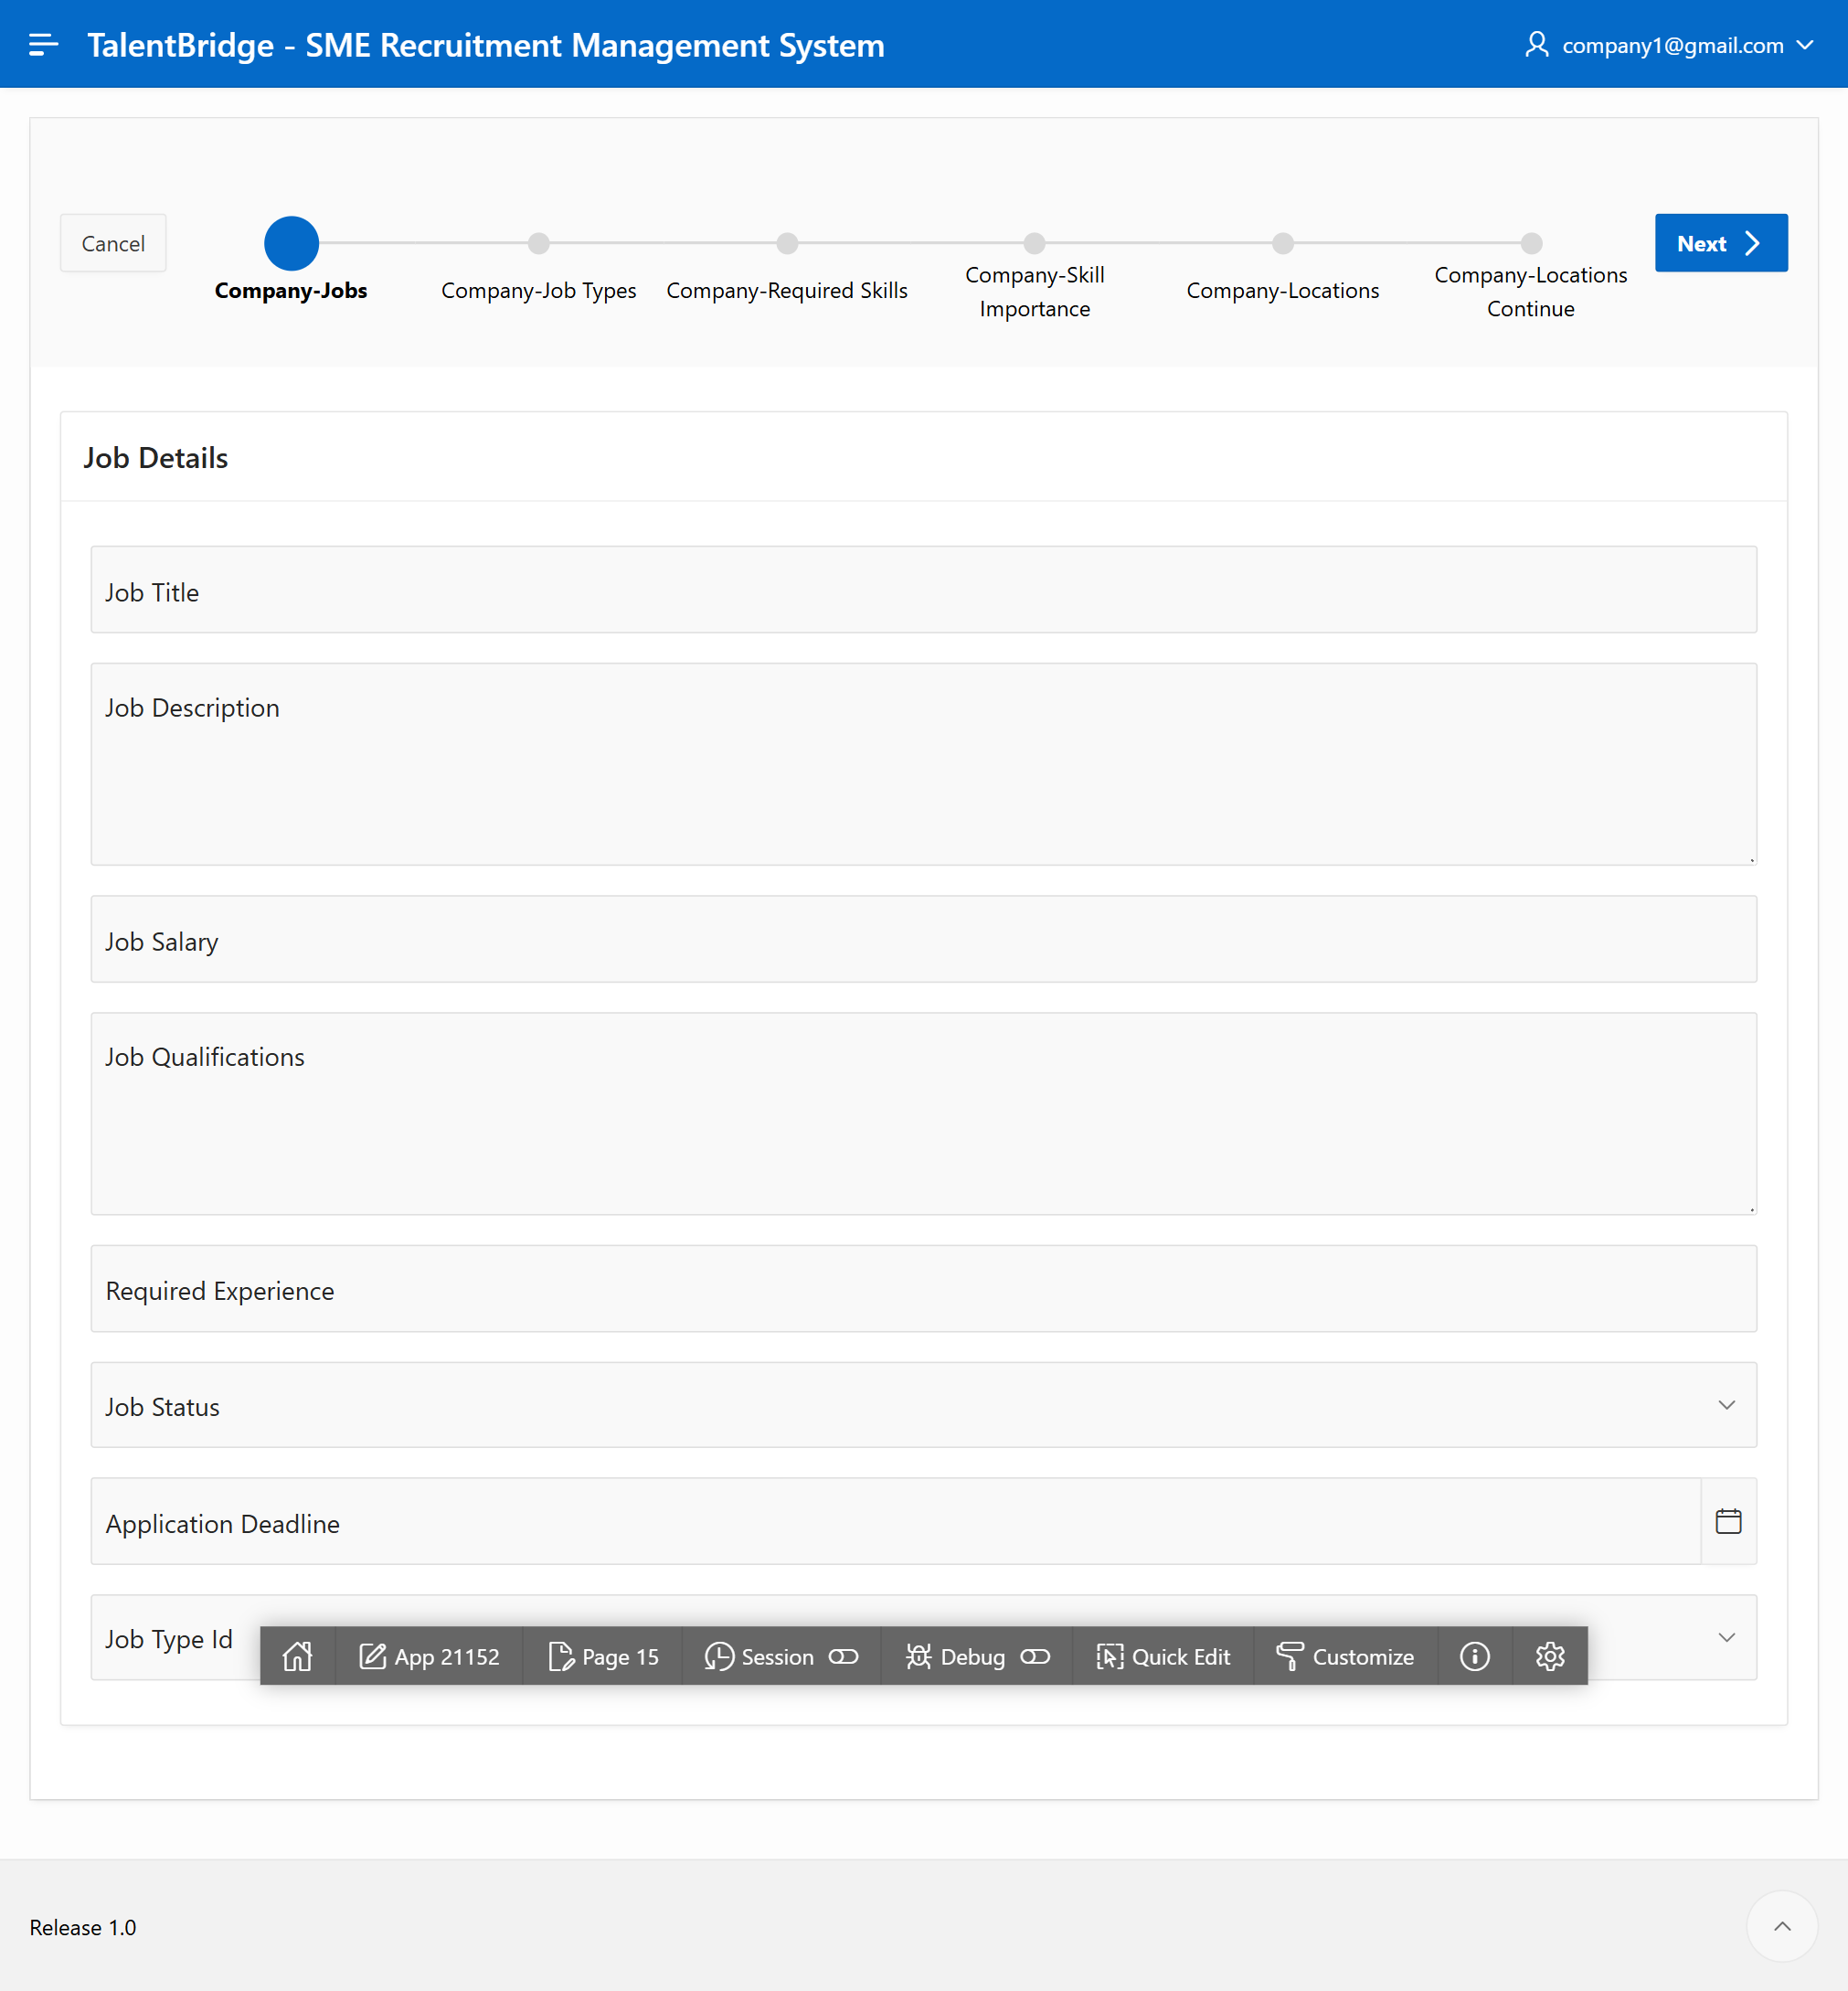 TalentBridge - SME Recruitment Management System
company1@gmail.com
Cancel
Company-Jobs
Company-Job Types
Company-Required Skills
Company-Skill
Importance
Company-Locations
Company-Locations
Continue
Next
Job Details
Job Title
Job Description
Job Salary
Job Qualifications
Required Experience
Job Status
Application Deadline
Job Type Id
App 21152
Page 15
Session
Debug
Quick Edit
Customize
Release 1.0